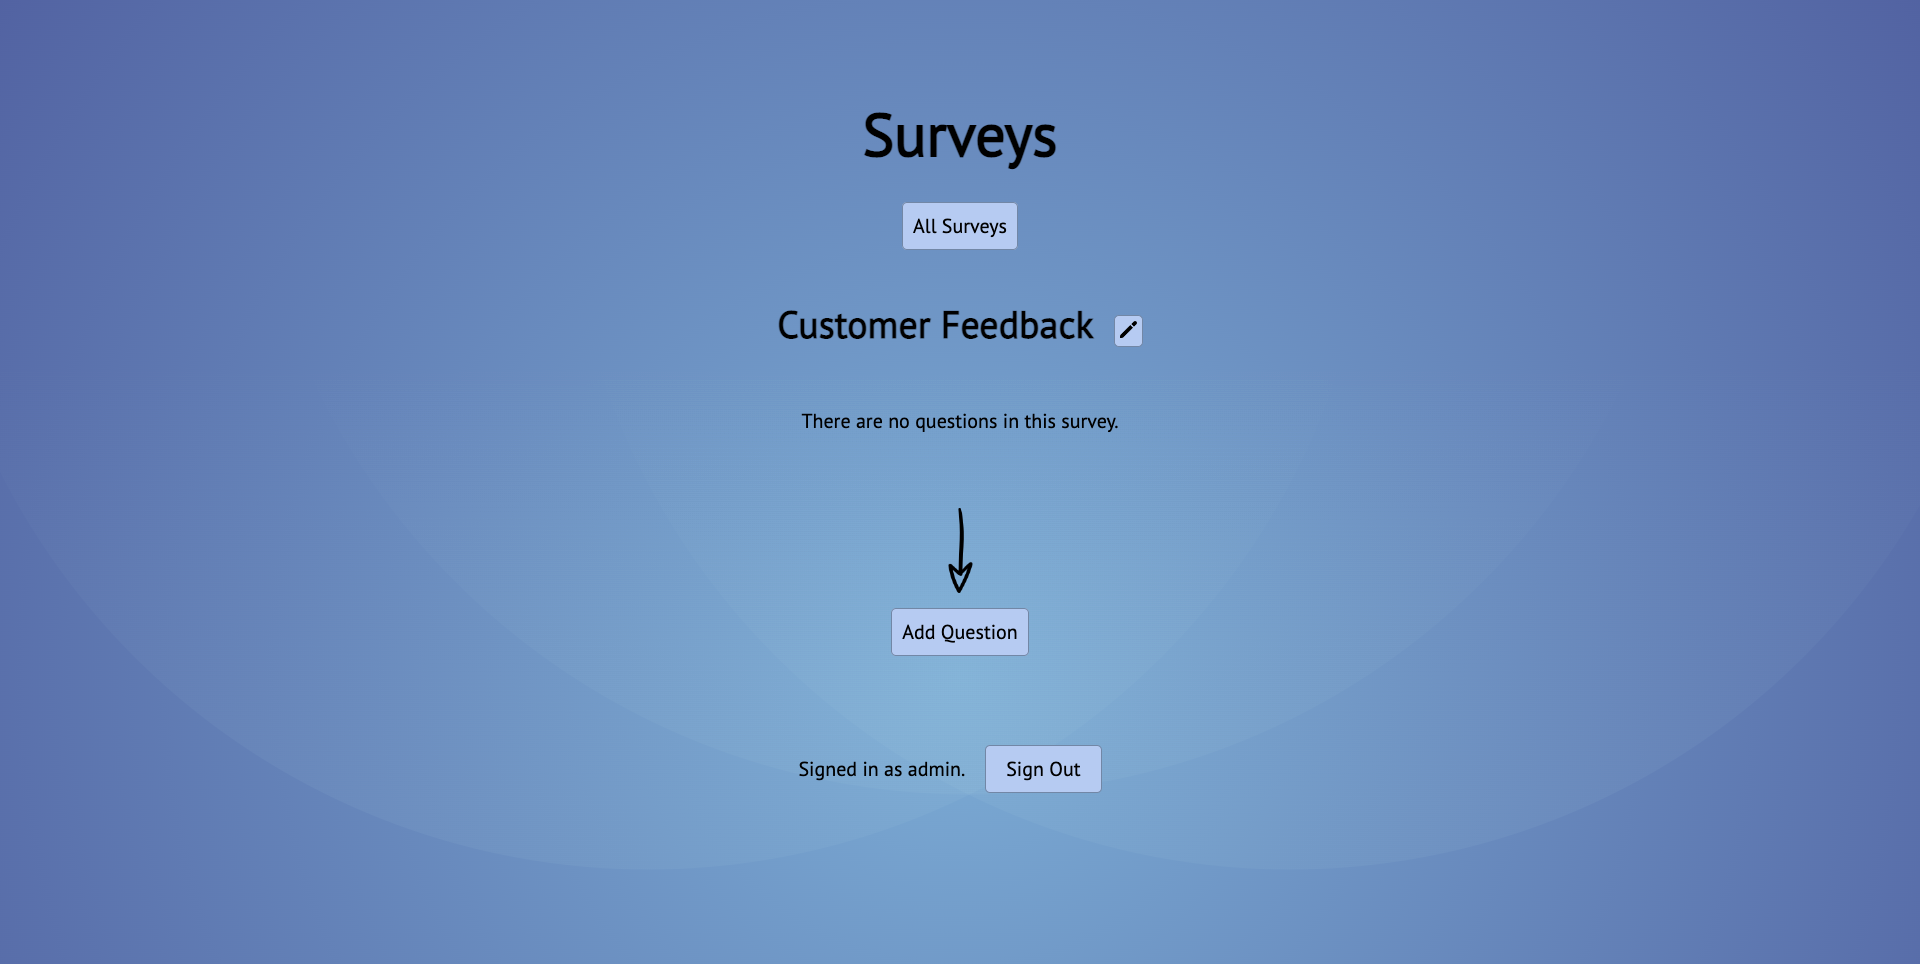 Surveys
All Surveys
Customer Feedback
There are no questions in this survey.
Add Question
Signed in as admin. Sign Out